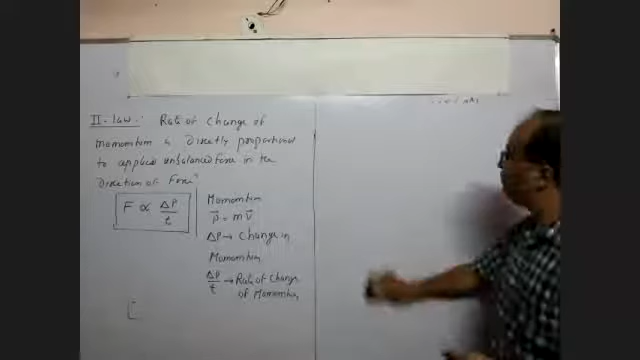 II - law :- Rate of Change of
momentum is directly proportional
to applied unbalanced force in the
direction of Force"
F ∝ ΔP/t
Momentum
P⃗ = mV⃗
ΔP → Change in
Momentum
ΔP/t → Rate of Change
of Momentum